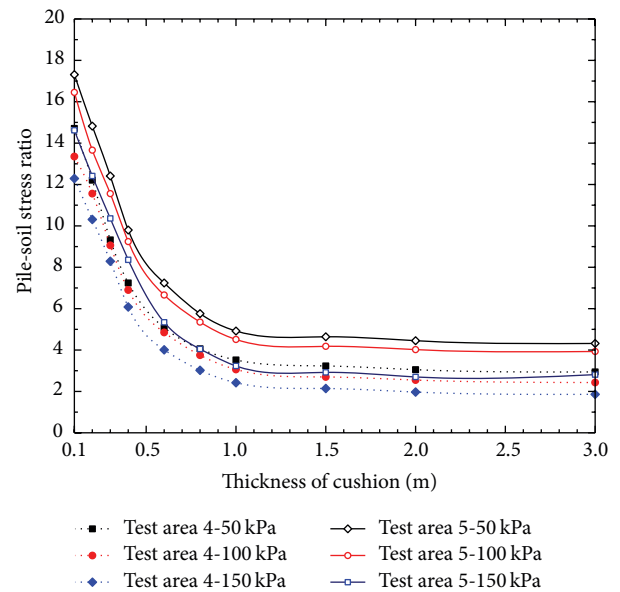 20
18
16
14
12
10
8
6
4
2
0
Pile-soil stress ratio
0.1 0.5 1.0 1.5 2.0 2.5 3.0
Thickness of cushion (m)
Test area 4-50 kPa Test area 5-50 kPa
Test area 4-100 kPa Test area 5-100 kPa
Test area 4-150 kPa Test area 5-150 kPa